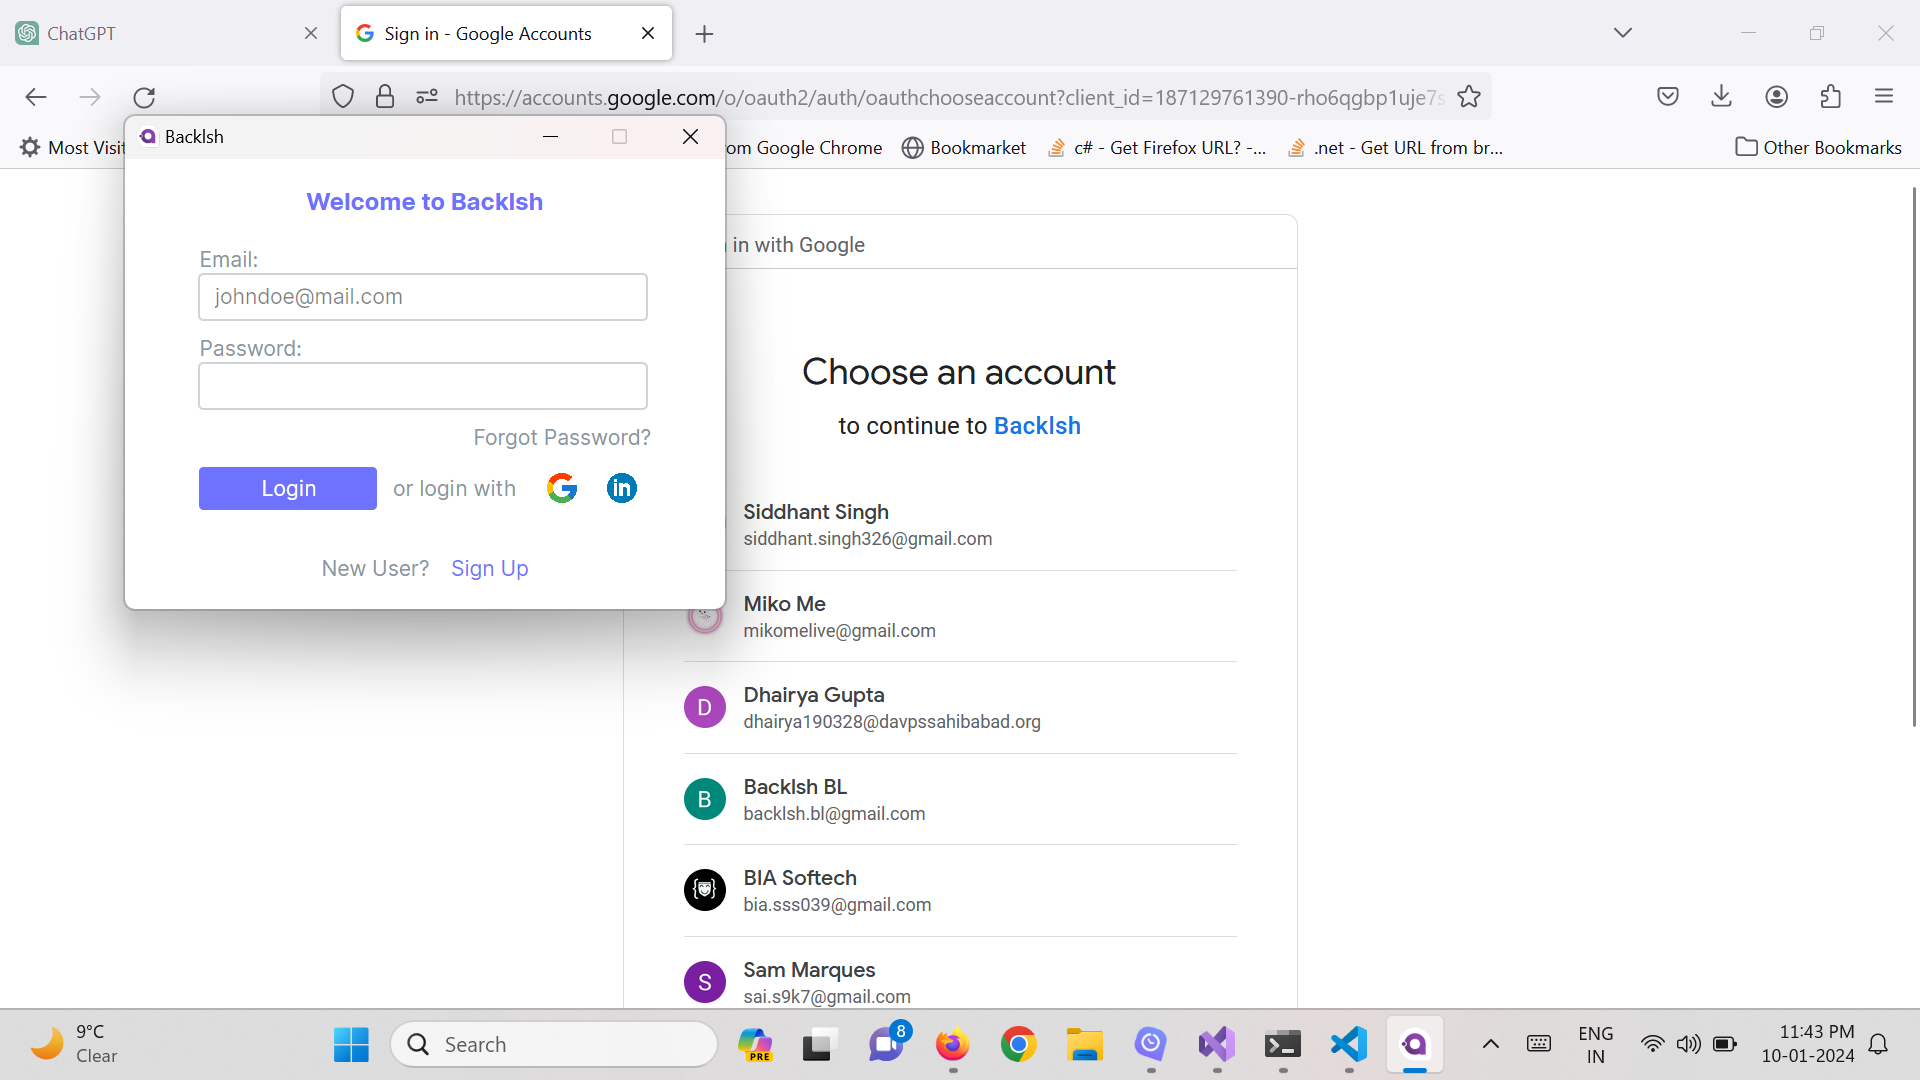 ChatGPT
Sign in - Google Accounts
https://accounts.google.com/o/oauth2/auth/oauthchooseaccount?client_id=187129761390-rho6qgbp1uje7s
Most Visit
om Google Chrome
Bookmarket
c# - Get Firefox URL? -...
.net - Get URL from br...
Other Bookmarks
Backlsh
Welcome to Backlsh
Email:
johndoe@mail.com
Password:
Forgot Password?
Login
or login with
in
New User? Sign Up
in with Google
Choose an account
to continue to Backlsh
Siddhant Singh
siddhant.singh326@gmail.com
Miko Me
mikomelive@gmail.com
D
Dhairya Gupta
dhairya190328@davpssahibabad.org
B
Backlsh BL
backlsh.bl@gmail.com
BIA Softech
bia.sss039@gmail.com
S
Sam Marques
sai.s9k7@gmail.com
9°C
Clear
Search
PRE
8
ENG
IN
11:43 PM
10-01-2024